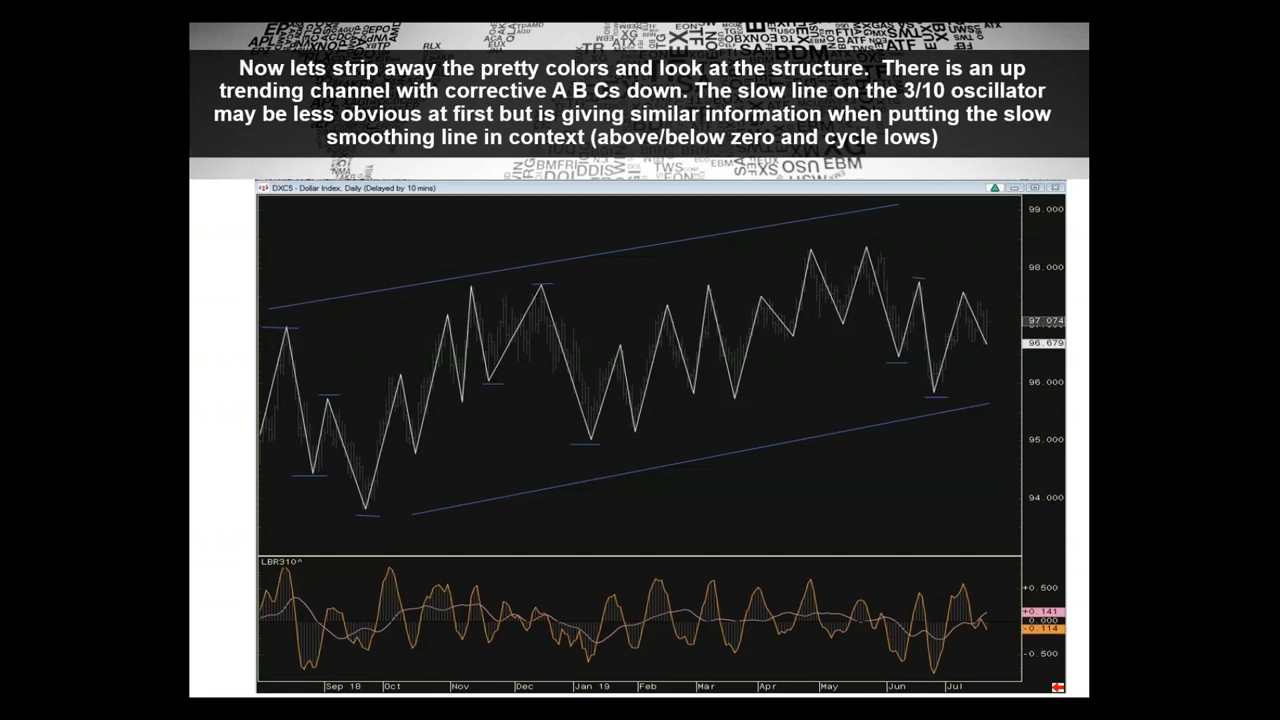 Now lets strip away the pretty colors and look at the structure.  There is an up
trending channel with corrective A B Cs down. The slow line on the 3/10 oscillator
may be less obvious at first but is giving similar information when putting the slow
smoothing line in context (above/below zero and cycle lows)
DXC5 - Dollar Index, Daily (Delayed by 10 mins)
99.000
98.000
97.074
96.679
96.000
95.000
94.000
LBR310^
+0.500
+0.141
0.000
-0.114
-0.500
Sep 18 Oct Nov Dec Jan 19 Feb Mar Apr May Jun Jul